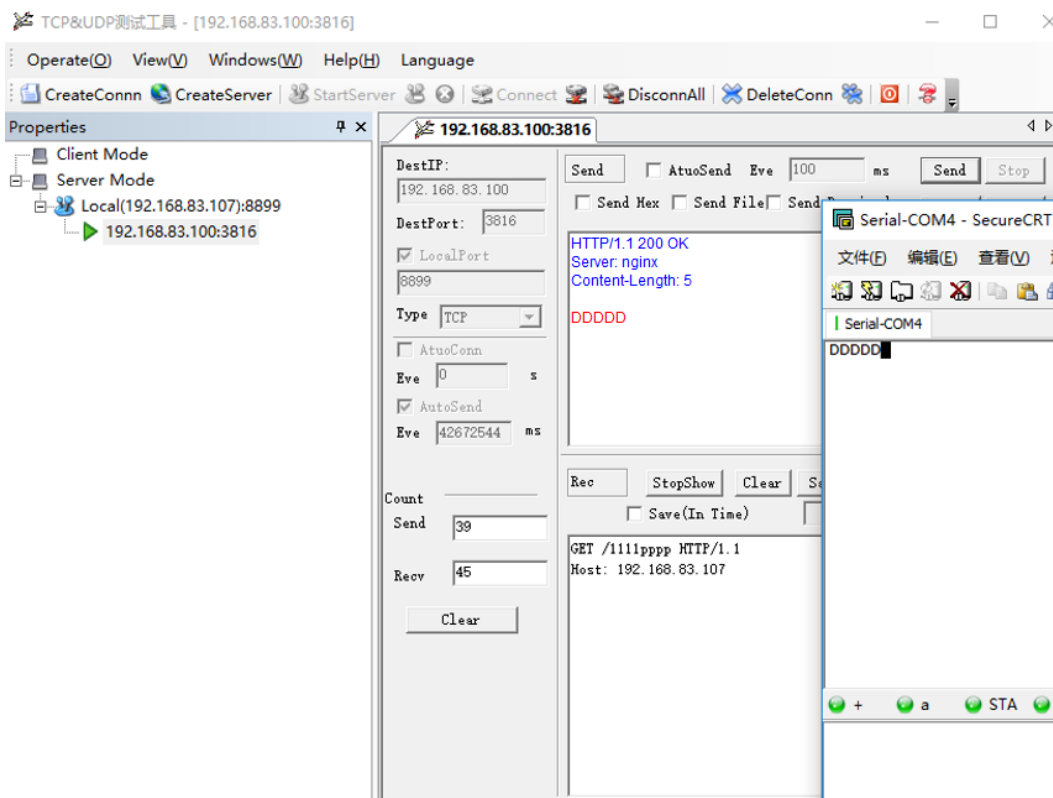 TCP&UDP测试工具 - [192.168.83.100:3816]
Operate(O) View(V) Windows(W) Help(H) Language
CreateConnn CreateServer StartServer Connect DisconnAll DeleteConn
Properties
Client Mode
Server Mode
Local(192.168.83.107):8899
192.168.83.100:3816
192.168.83.100:3816
DestIP:
192.168.83.100
DestPort: 3816
LocalPort
8899
Type TCP
AtuoConn
Eve 0 s
AutoSend
Eve 42672544 ms
Count
Send 39
Recv 45
Clear
Send AtuoSend Eve 100 ms Send Stop
Send Hex Send File Send
HTTP/1.1 200 OK
Server: nginx
Content-Length: 5
DDDDD
Rec StopShow Clear
Save(In Time)
GET /1111pppp HTTP/1.1
Host: 192.168.83.107
Serial-COM4 - SecureCRT
文件(F) 编辑(E) 查看(V)
Serial-COM4
DDDDD
+ a STA